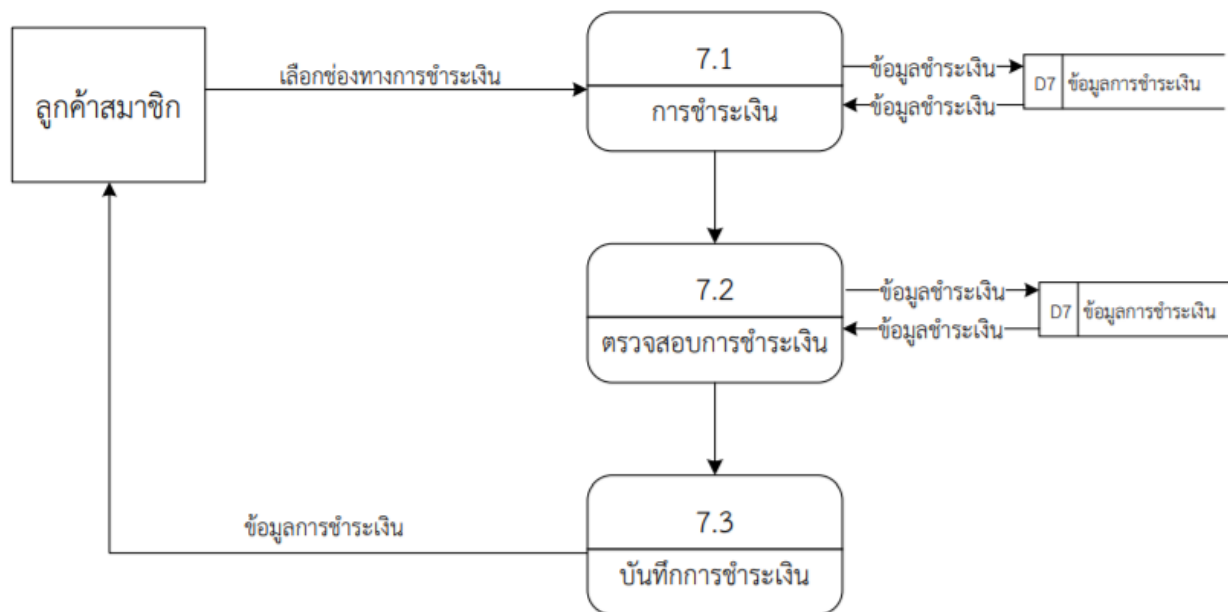 ลูกค้าสมาชิก
เลือกช่องทางการชำระเงิน
7.1
การชำระเงิน
ข้อมูลชำระเงิน
ข้อมูลชำระเงิน
D7 ข้อมูลการชำระเงิน
7.2
ตรวจสอบการชำระเงิน
ข้อมูลชำระเงิน
ข้อมูลชำระเงิน
D7 ข้อมูลการชำระเงิน
7.3
บันทึกการชำระเงิน
ข้อมูลการชำระเงิน